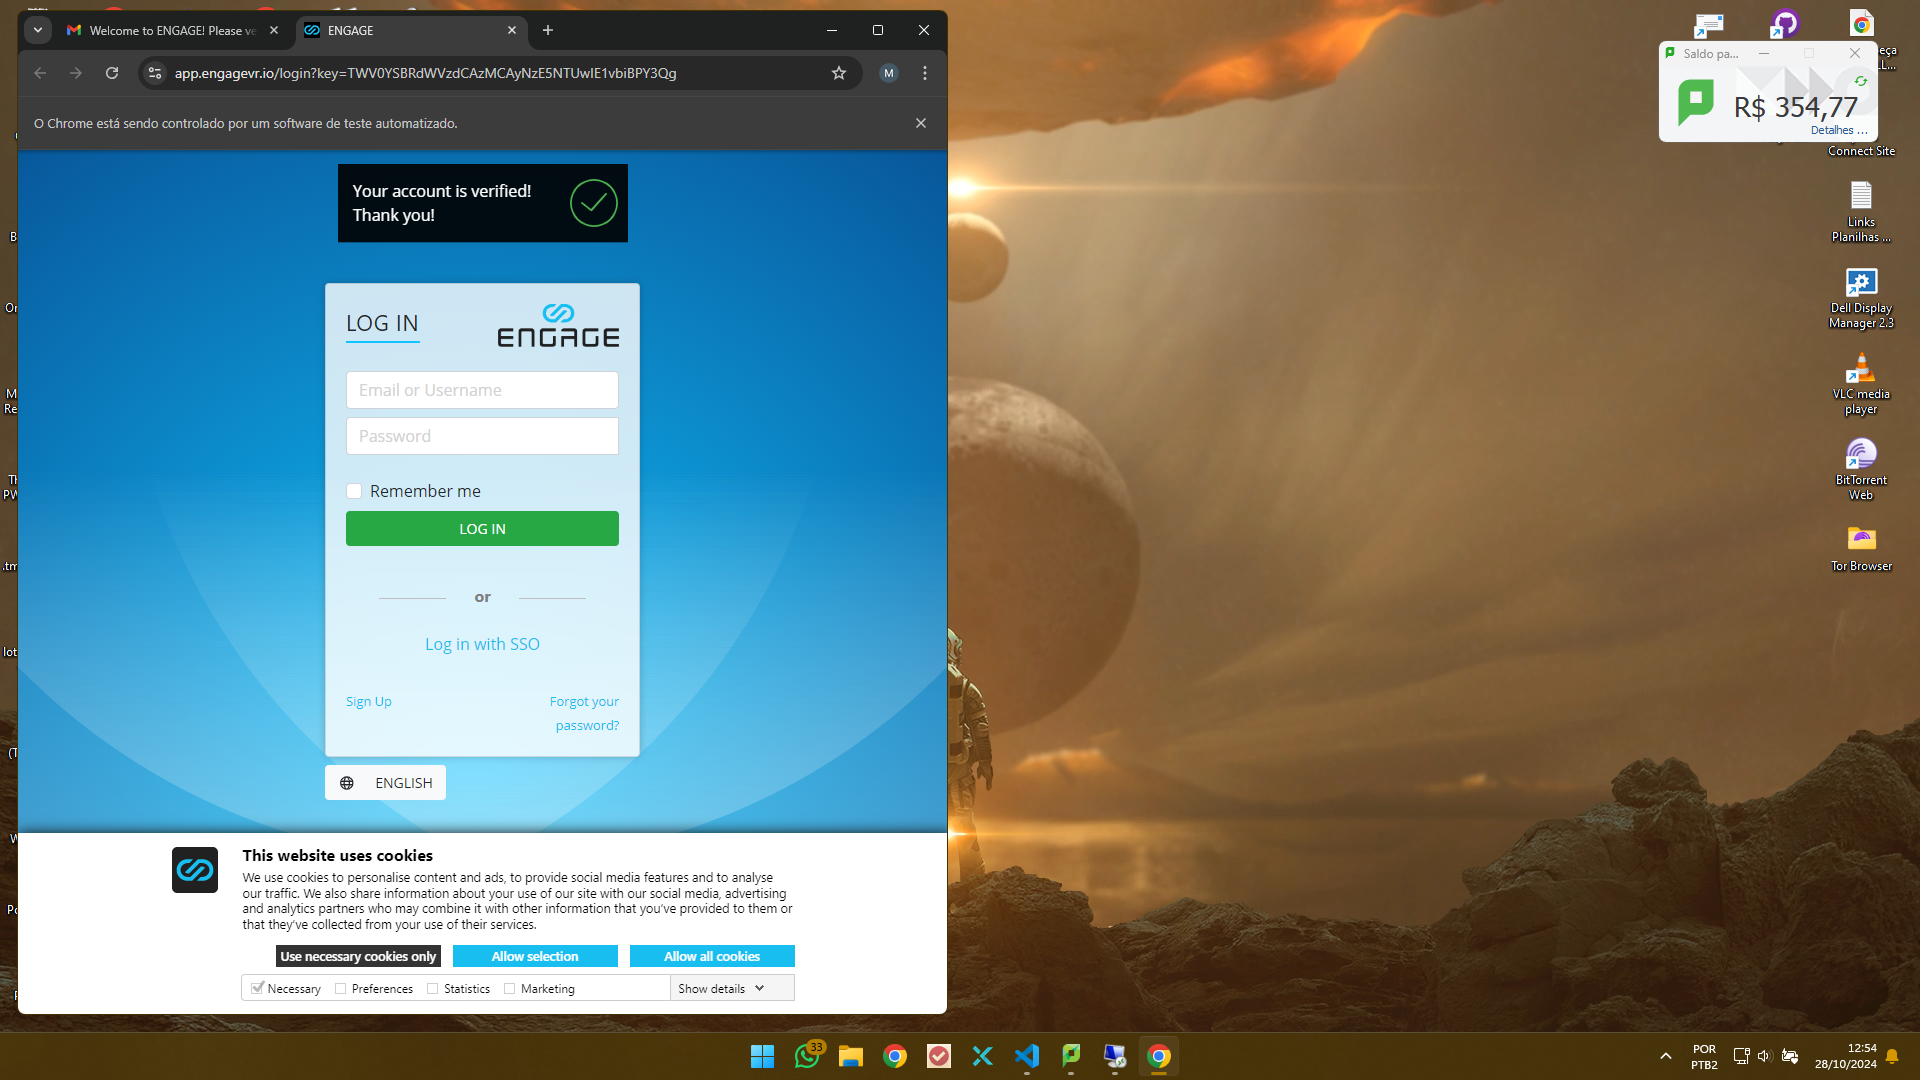 Welcome to ENGAGE! Please ve
ENGAGE
app.engagevr.io/login?key=TWV0YSBRdWVzdCAzMCAyNzE5NTUwIE1vbiBPY3Qg
M
O Chrome está sendo controlado por um software de teste automatizado.
Your account is verified!
Thank you!
LOG IN
ENGAGE
Email or Username
Password
Remember me
LOG IN
or
Log in with SSO
Sign Up
Forgot your
password?
ENGLISH
This website uses cookies
We use cookies to personalise content and ads, to provide social media features and to analyse
our traffic. We also share information about your use of our site with our social media, advertising
and analytics partners who may combine it with other information that you've provided to them or
that they've collected from your use of their services.
Use necessary cookies only
Allow selection
Allow all cookies
Necessary
Preferences
Statistics
Marketing
Show details
Saldo pa...
R$ 354,77
Detalhes ...
Connect Site
Links
Planilhas ...
Dell Display
Manager 2.3
VLC media
player
BitTorrent
Web
Tor Browser
33
POR
PTB2
12:54
28/10/2024